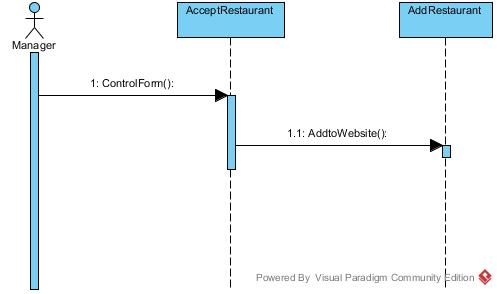 AcceptRestaurant
AddRestaurant
Manager
1: ControlForm():
1.1: AddtoWebsite():
Powered By Visual Paradigm Community Edition